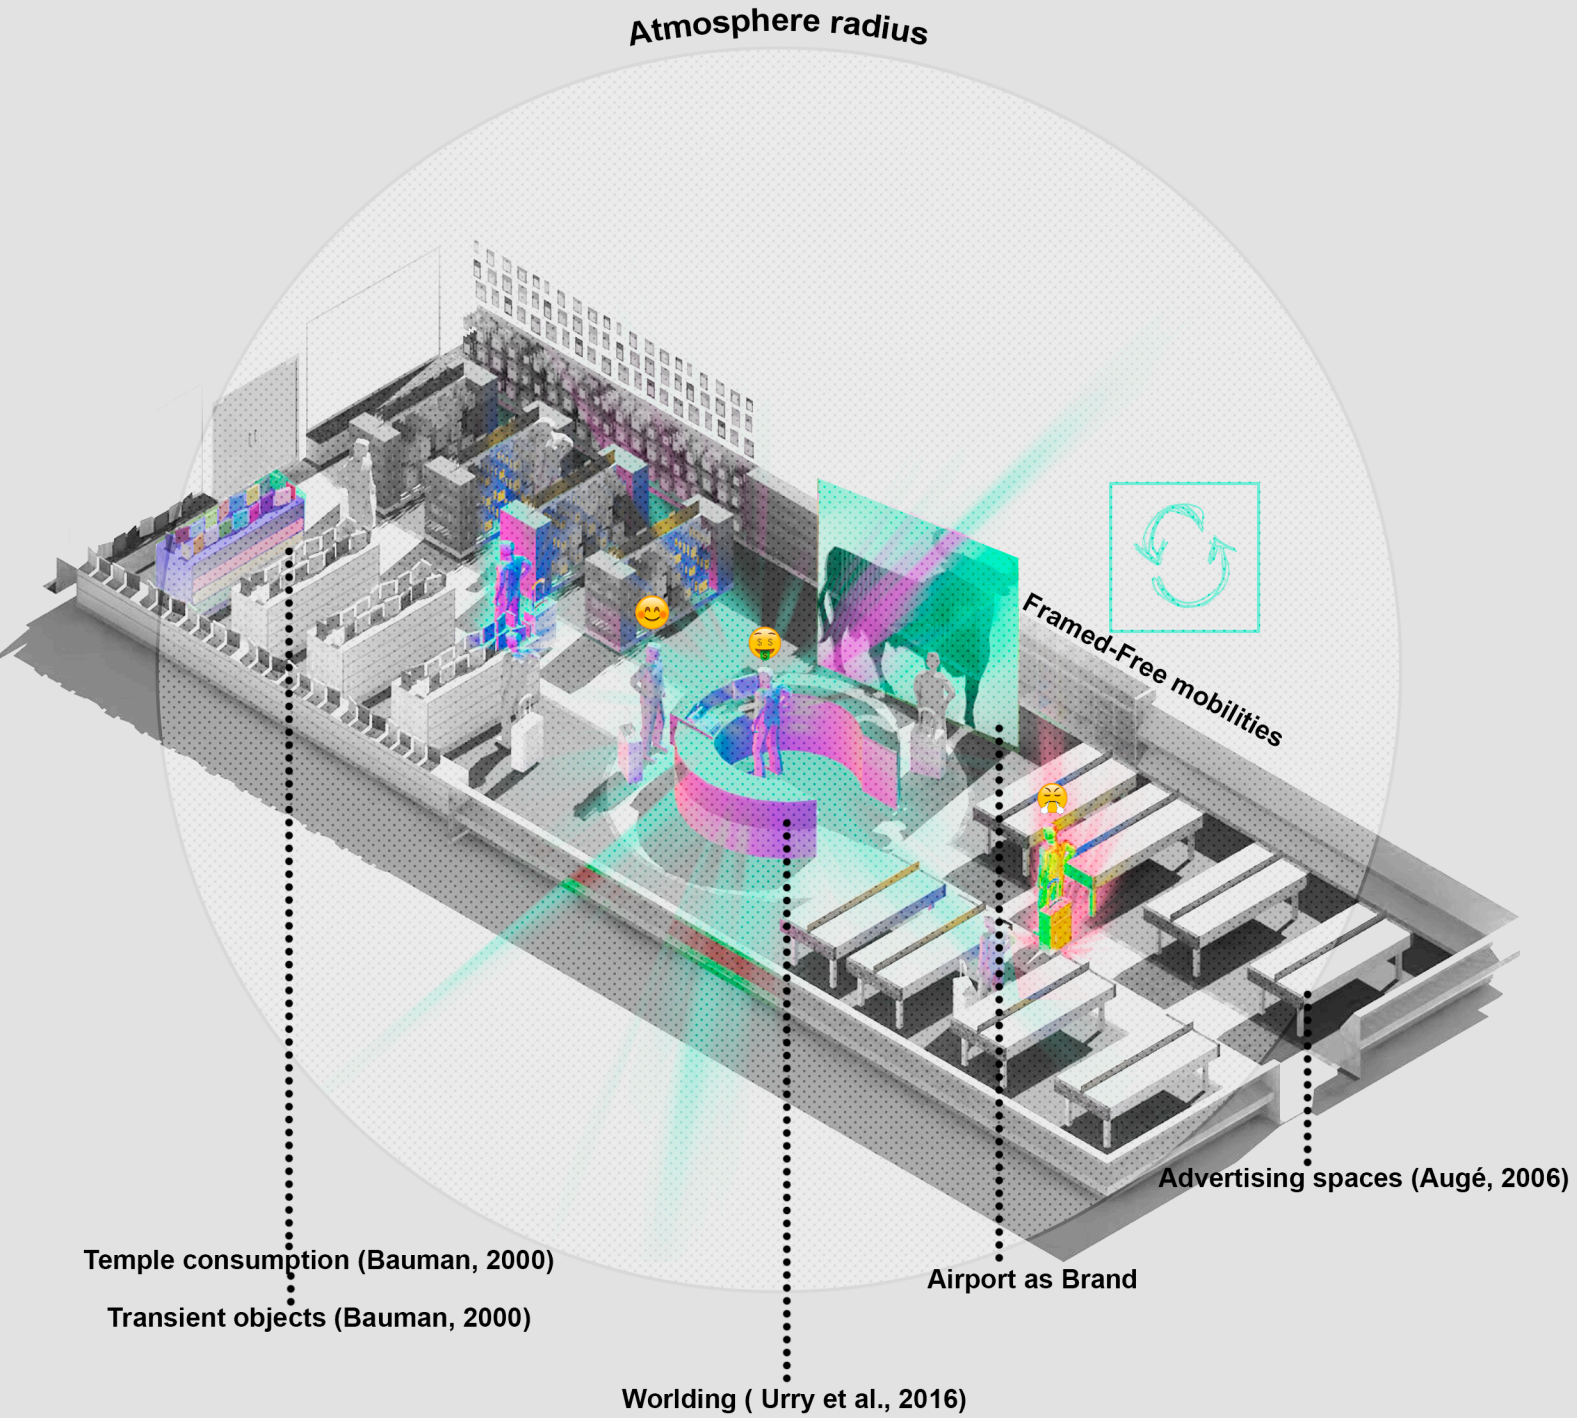 Atmosphere radius
Framed-Free mobilities
Advertising spaces (Augé, 2006)
Temple consumption (Bauman, 2000)
Airport as Brand
Transient objects (Bauman, 2000)
Worlding ( Urry et al., 2016)